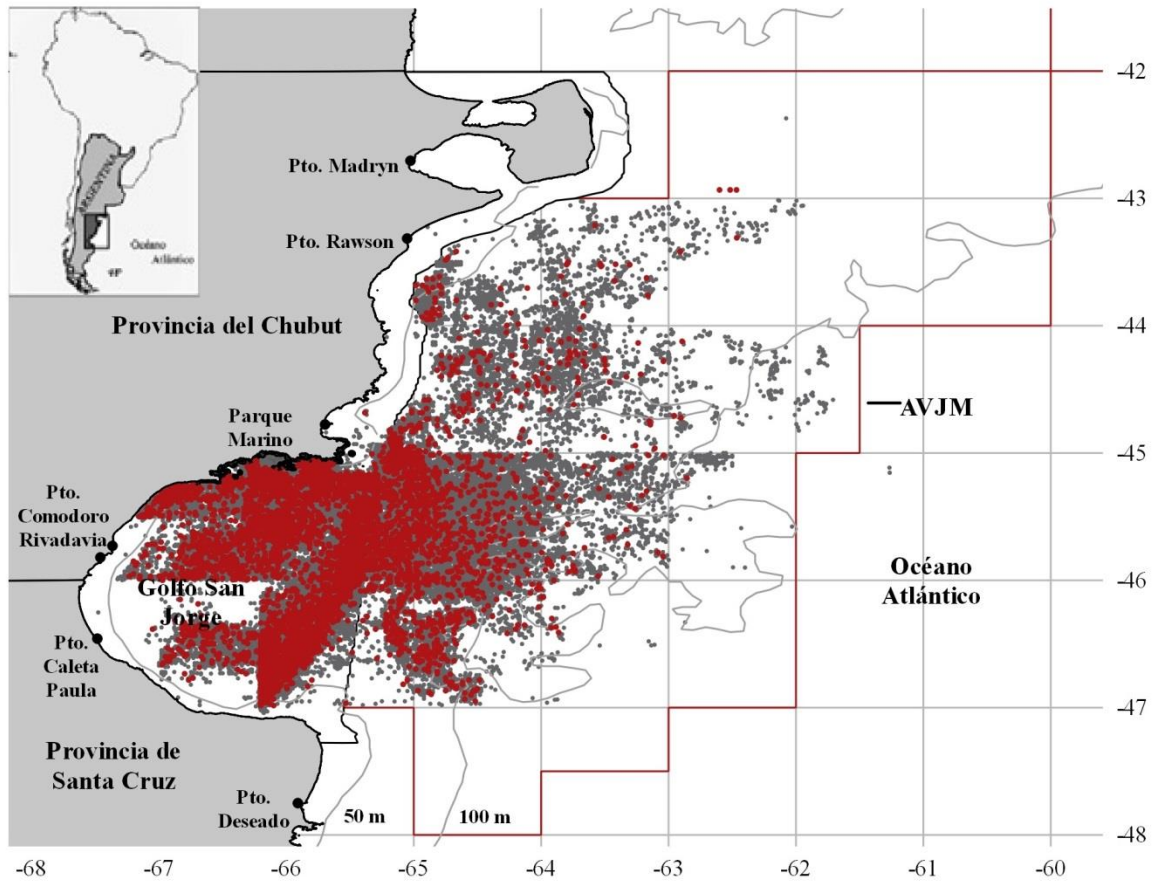 ARGENTINA
Océano
Atlántico
Pto. Madryn
Pto. Rawson
Provincia del Chubut
Parque
Marino
AVJM
Pto.
Comodoro
Rivadavia
Golfo San
Jorge
Océano
Atlántico
Pto.
Caleta
Paula
Provincia de
Santa Cruz
Pto.
Deseado
50 m
100 m
-42
-43
-44
-45
-46
-47
-48
-68
-67
-66
-65
-64
-63
-62
-61
-60